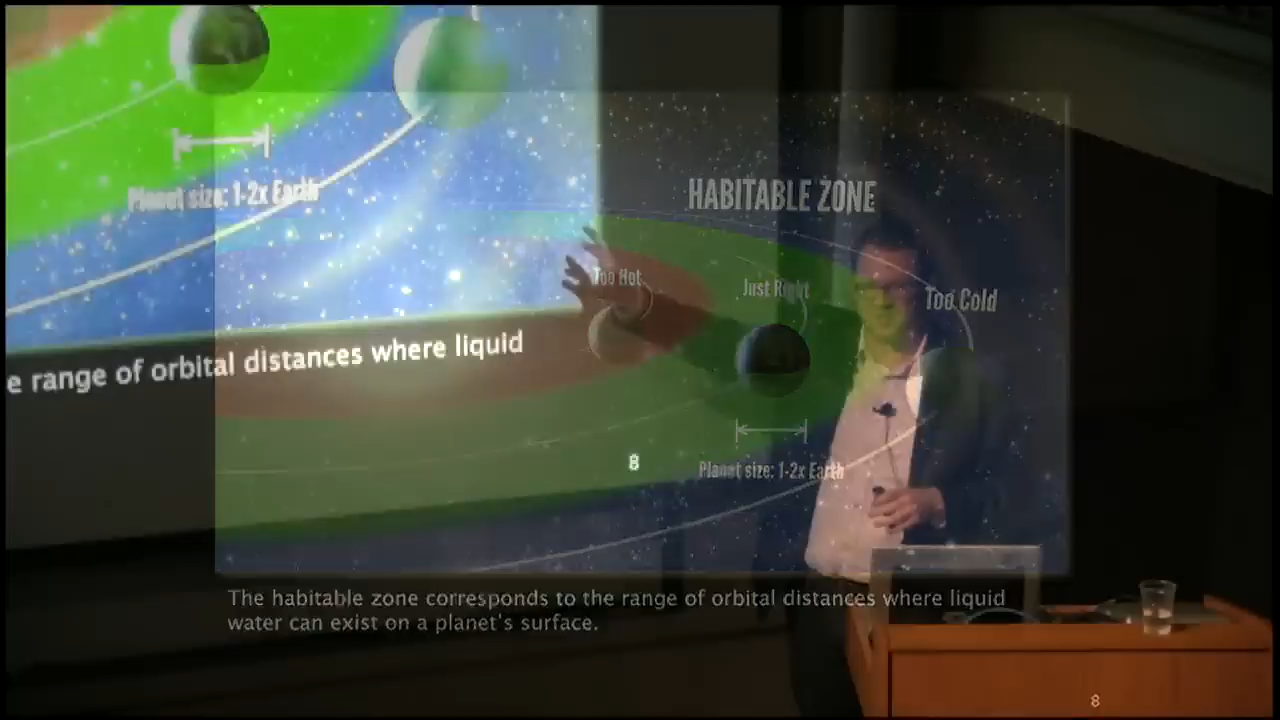 Planet size: 1-2x Earth
e range of orbital distances where liquid
8
HABITABLE ZONE
Too Hot
Just Right
Too Cold
Planet size: 1-2x Earth
The habitable zone corresponds to the range of orbital distances where liquid
water can exist on a planet's surface.
8